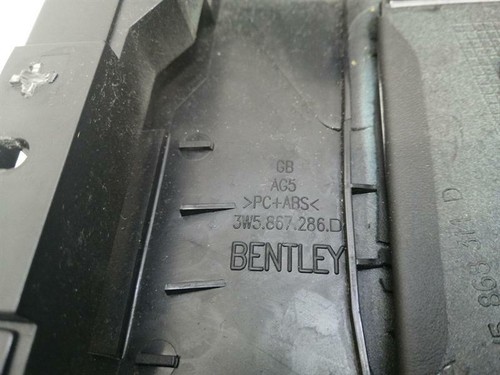 GB
AG5
>PC+ABS<
3W5.867.286.D
BENTLEY